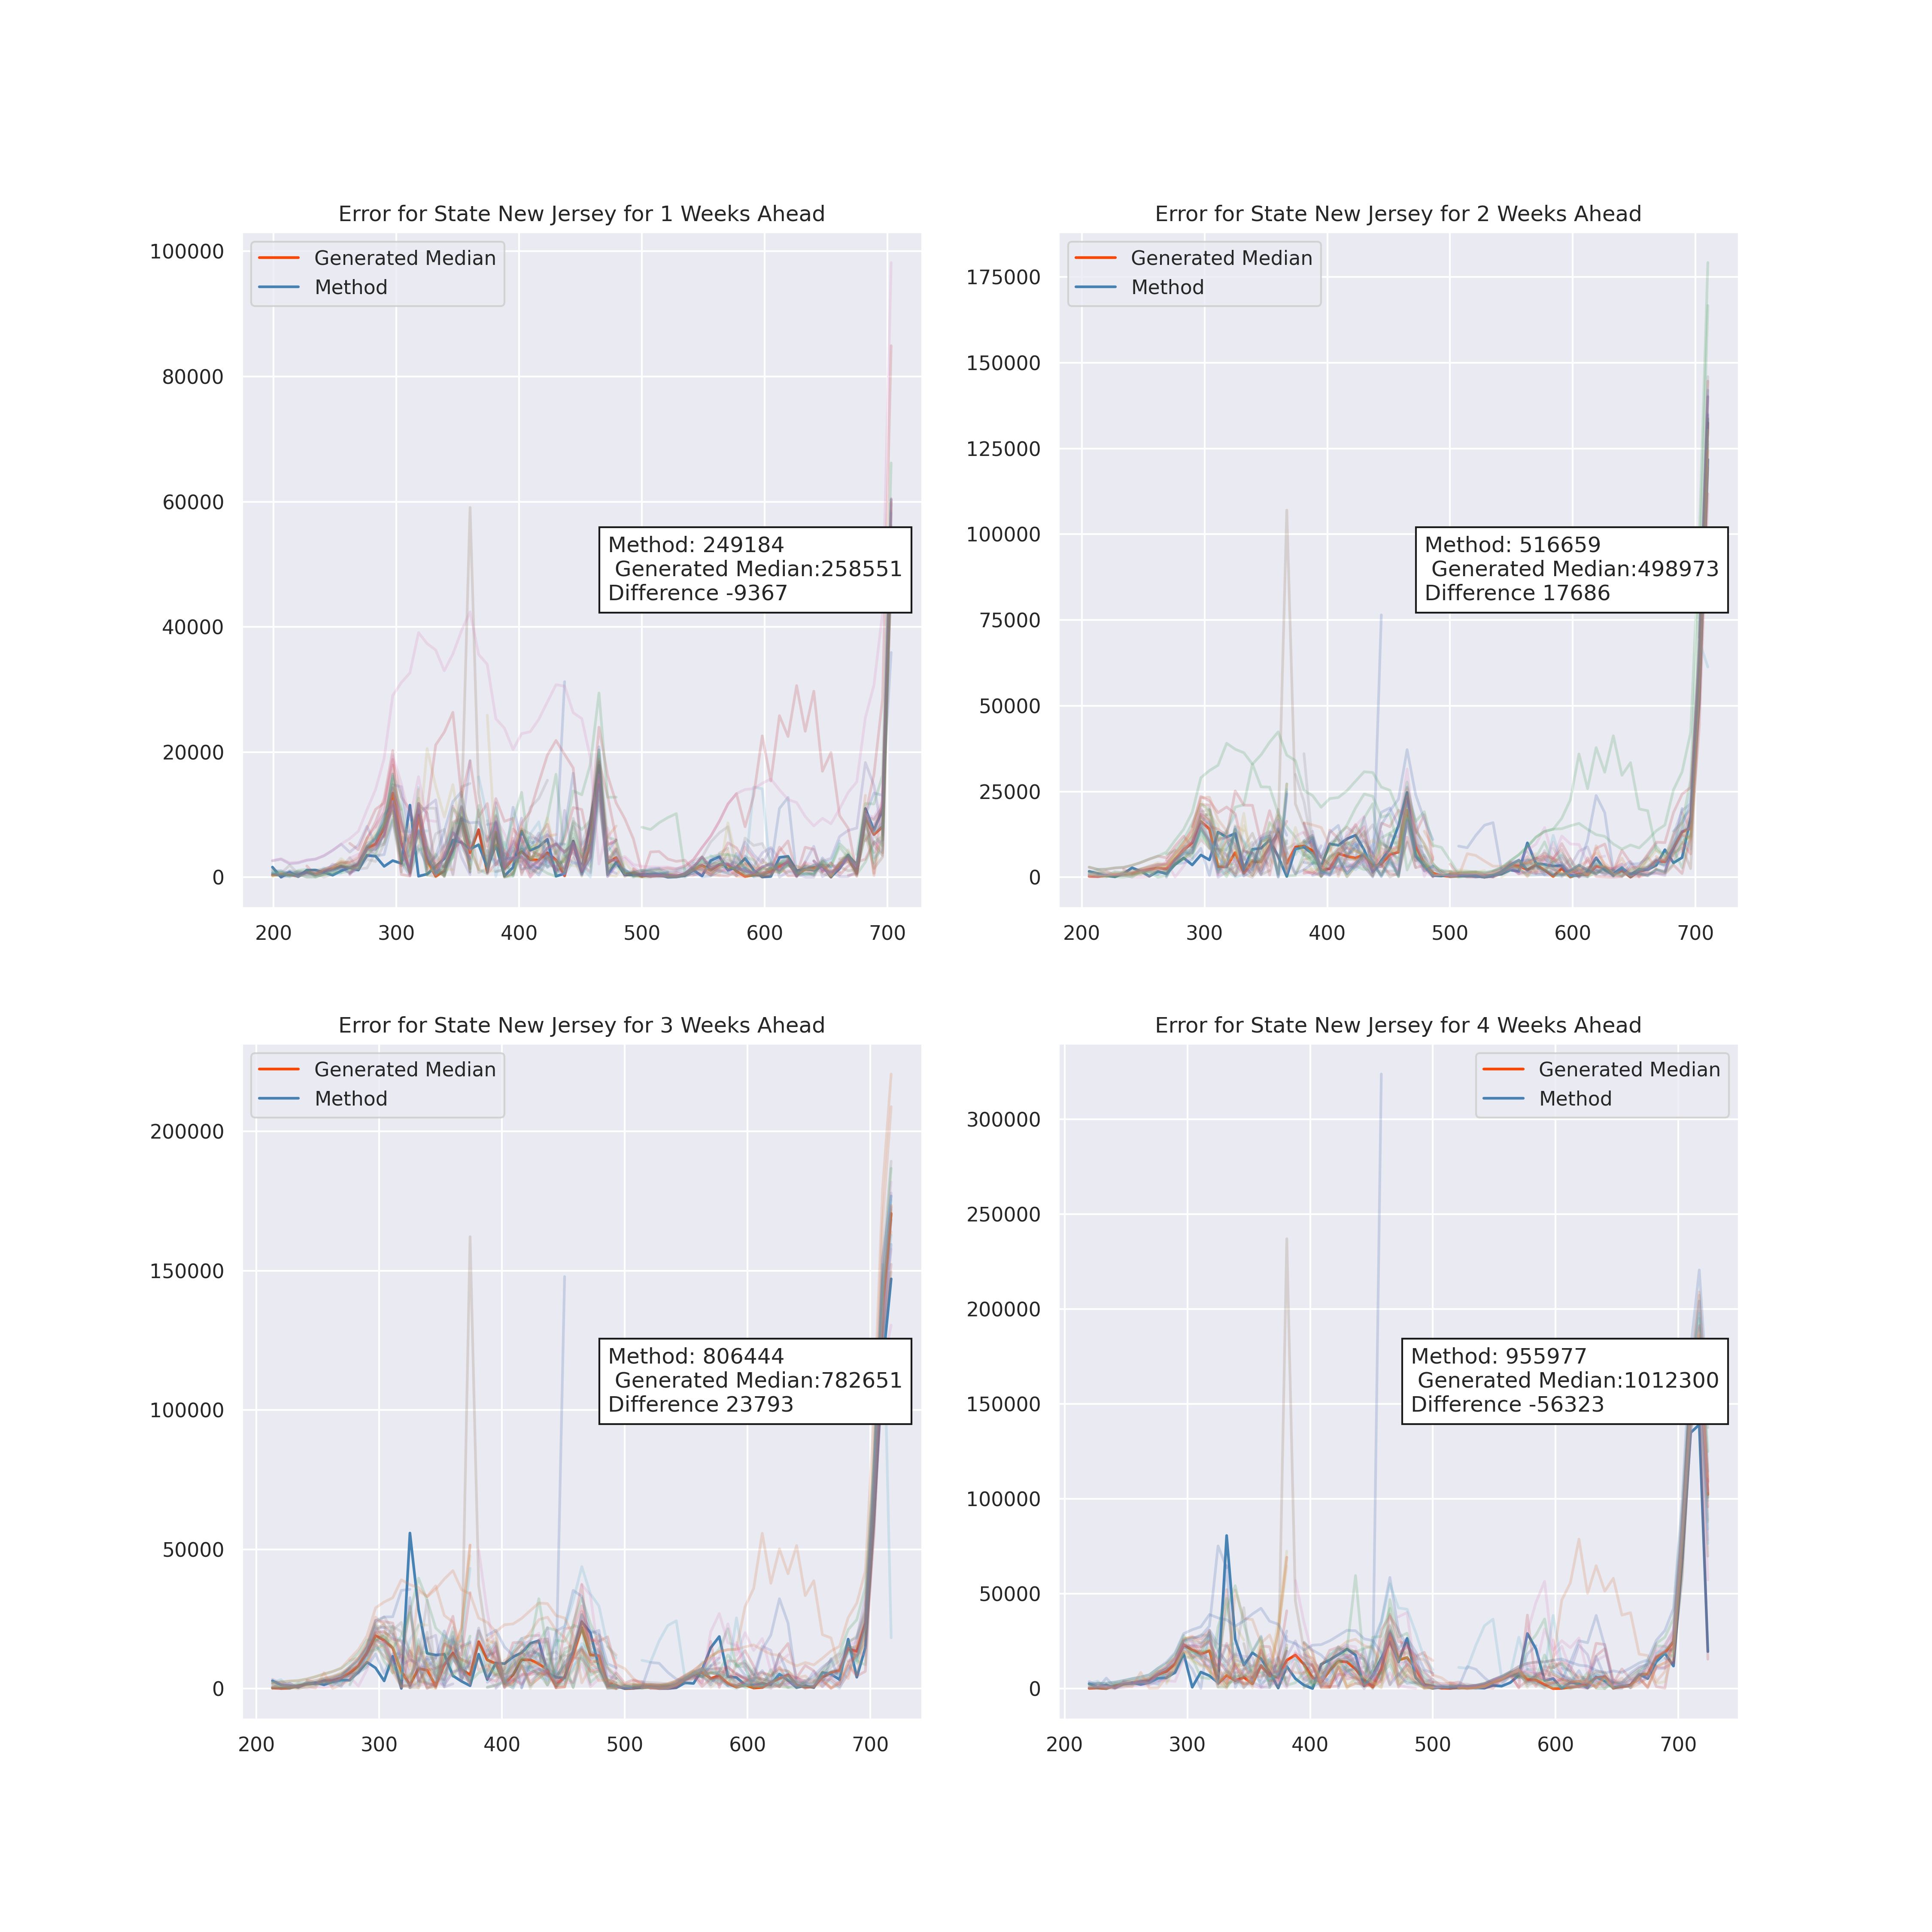 Error for State New Jersey for 1 Weeks Ahead
100000
80000
60000
40000
20000
0
200 300 400 500 600 700
Generated Median
Method
Method: 249184
Generated Median:258551
Difference -9367
Error for State New Jersey for 2 Weeks Ahead
175000
150000
125000
100000
75000
50000
25000
0
200 300 400 500 600 700
Generated Median
Method
Method: 516659
Generated Median:498973
Difference 17686
Error for State New Jersey for 3 Weeks Ahead
200000
150000
100000
50000
0
200 300 400 500 600 700
Generated Median
Method
Method: 806444
Generated Median:782651
Difference 23793
Error for State New Jersey for 4 Weeks Ahead
300000
250000
200000
150000
100000
50000
0
200 300 400 500 600 700
Generated Median
Method
Method: 955977
Generated Median:1012300
Difference -56323